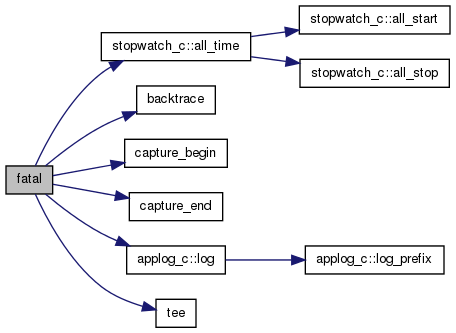 stopwatch_c::all_start
stopwatch_c::all_time
stopwatch_c::all_stop
backtrace
capture_begin
fatal
capture_end
applog_c::log
applog_c::log_prefix
tee